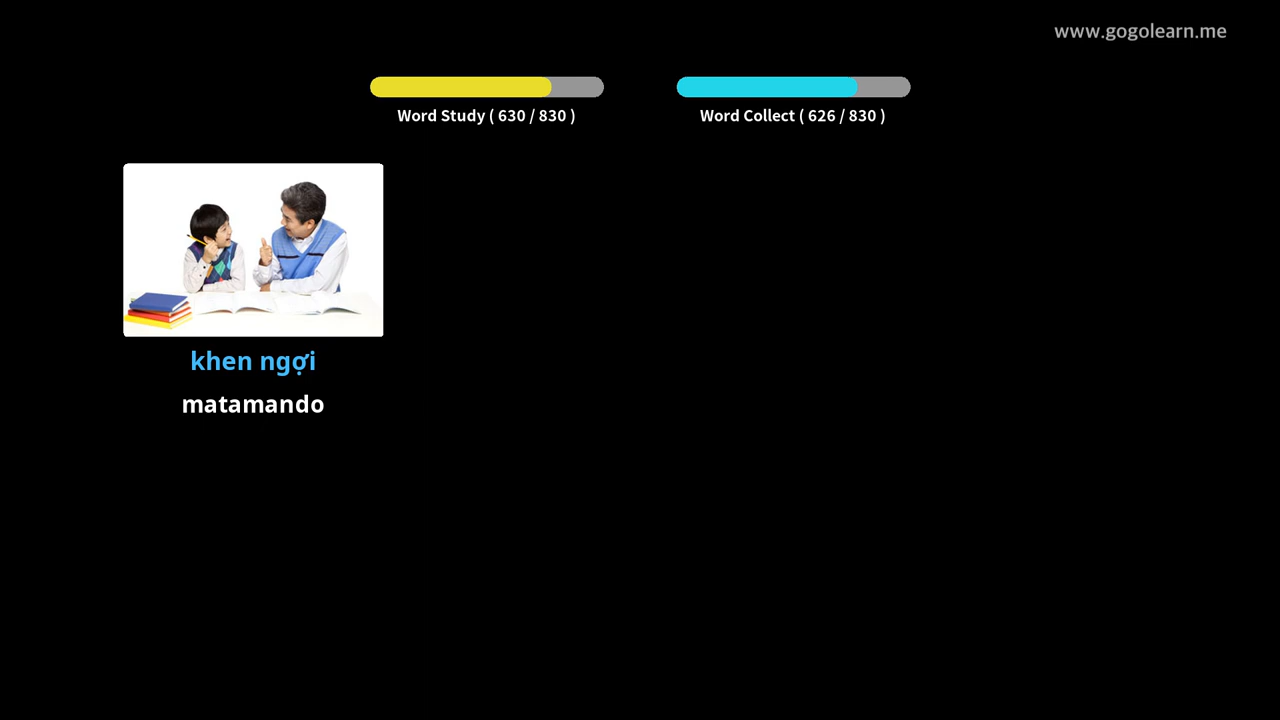 www.gogolearn.me
Word Study ( 630 / 830 )
Word Collect ( 626 / 830 )
khen ngợi
matamando